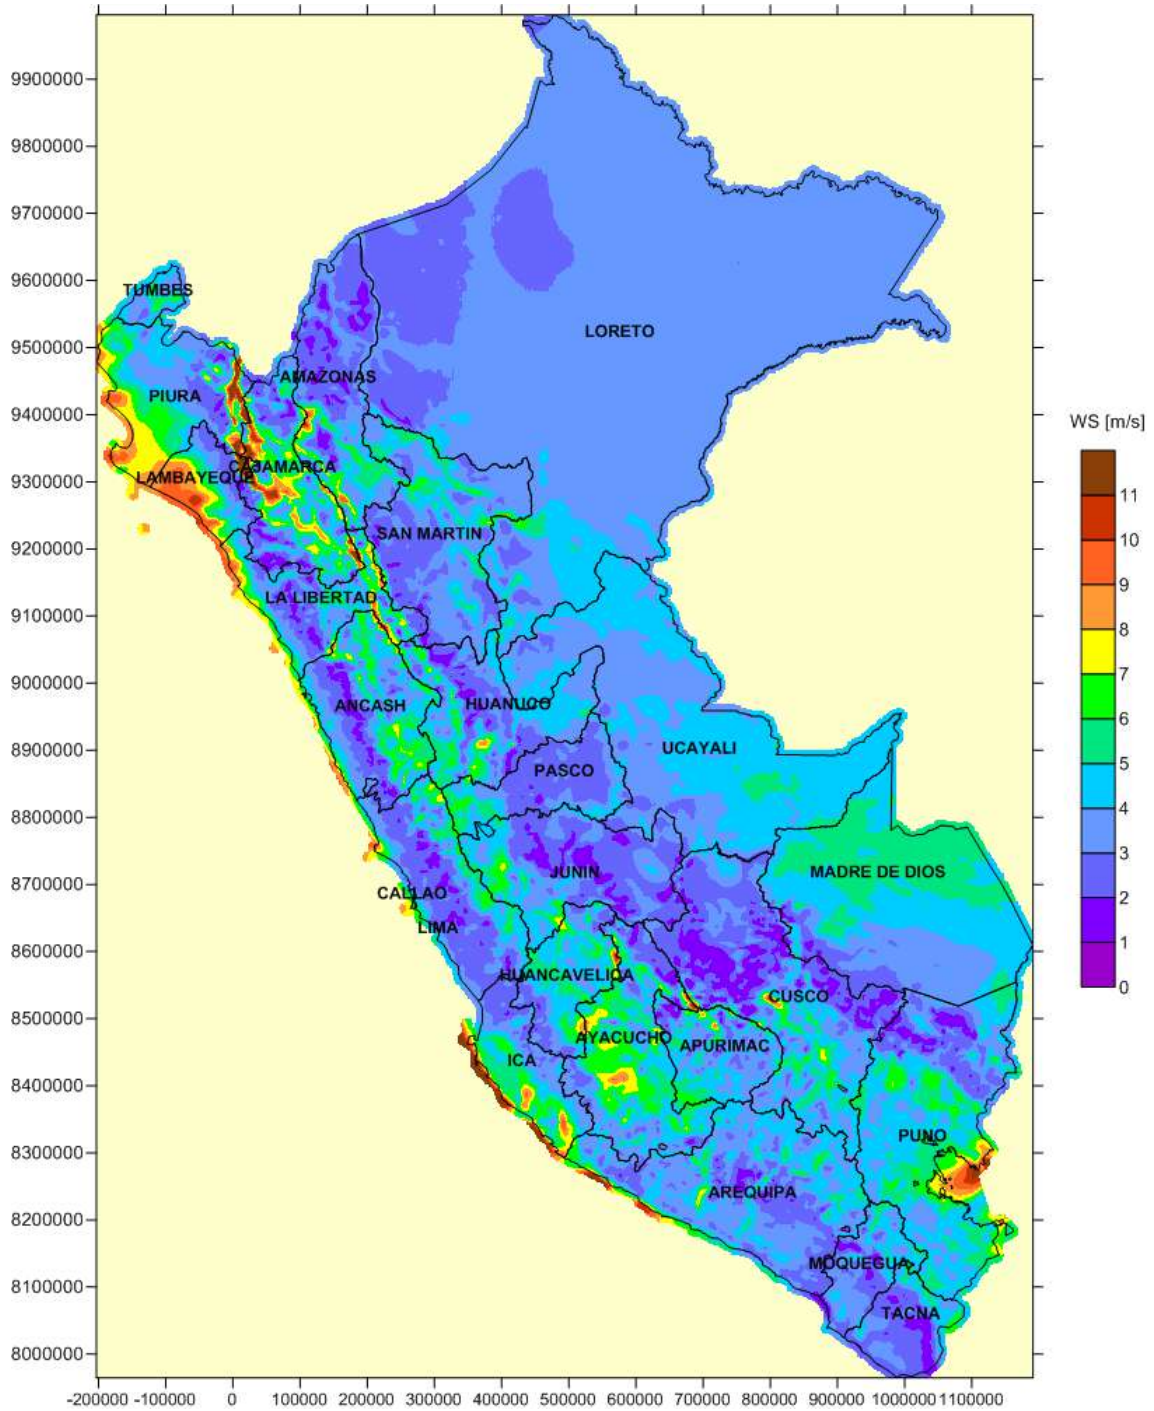 9900000
9800000
9700000
9600000
9500000
9400000
9300000
9200000
9100000
9000000
8900000
8800000
8700000
8600000
8500000
8400000
8300000
8200000
8100000
8000000
TUMBES
LORETO
AMAZONAS
PIURA
CAJAMARCA
LAMBAYEQUE
SAN MARTIN
LA LIBERTAD
ANCASH
HUANUCO
UCAYALI
PASCO
JUNIN
MADRE DE DIOS
CALLAO
LIMA
HUANCAVELICA
CUSCO
AYACUCHO
APURIMAC
ICA
PUNO
AREQUIPA
MOQUEGUA
TACNA
WS [m/s]
11
10
9
8
7
6
5
4
3
2
1
0
-200000 -100000 0 100000 200000 300000 400000 500000 600000 700000 800000 900000 1000000 1100000